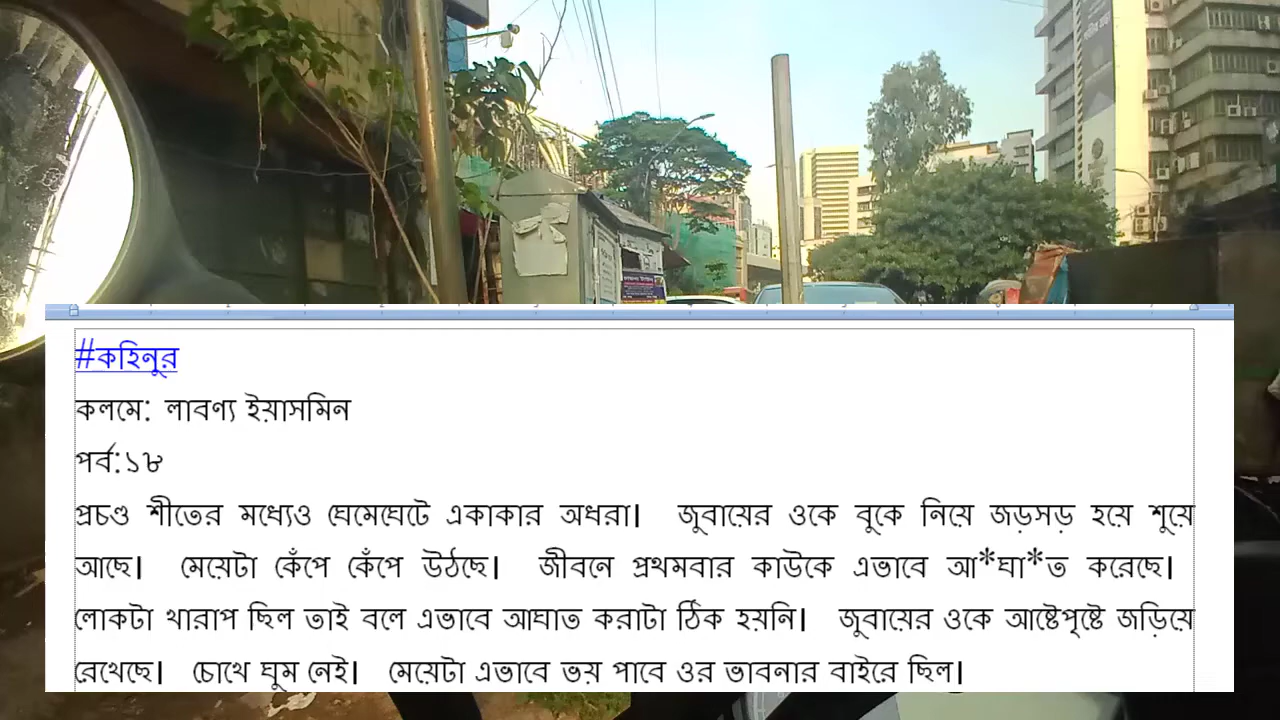 #কহিনুর
কলমে: লাবণ্য ইয়াসমিন
পর্ব:১৮
প্রচণ্ড শীতের মধ্যেও ঘেমেঘেটে একাকার অধরা। জুবায়ের ওকে বুকে নিয়ে জড়সড় হয়ে শুয়ে
আছে। মেয়েটা কেঁপে কেঁপে উঠছে। জীবনে প্রথমবার কাউকে এভাবে আ*ঘা*ত করেছে।
লোকটা খারাপ ছিল তাই বলে এভাবে আঘাত করাটা ঠিক হয়নি। জুবায়ের ওকে আষ্টেপৃষ্টে জড়িয়ে
রেখেছে। চোখে ঘুম নেই। মেয়েটা এভাবে ভয় পাবে ওর ভাবনার বাইরে ছিল।